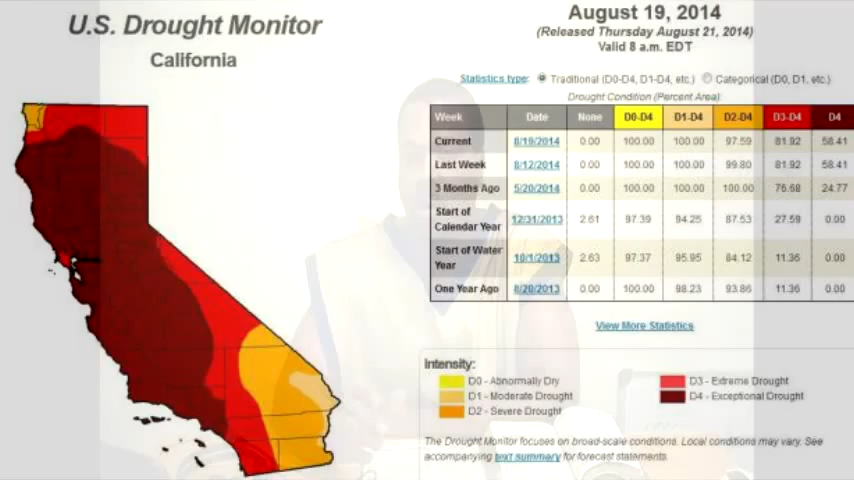 U.S. Drought Monitor
California
August 19, 2014
(Released Thursday August 21, 2014)
Valid 8 a.m. EDT
Statistics type: Traditional (D0-D4, D1-D4, etc.) Categorical (D0, D1, etc.)
Drought Condition (Percent Area):
Week Date None D0-D4 D1-D4 D2-D4 D3-D4 D4
Current 8/19/2014 0.00 100.00 100.00 97.59 81.92 58.41
Last Week 8/12/2014 0.00 100.00 100.00 99.80 81.92 58.41
3 Months Ago 5/20/2014 0.00 100.00 100.00 100.00 76.68 24.77
Start of
Calendar Year 12/31/2013 2.61 97.39 94.25 87.53 27.59 0.00
Start of Water
Year 10/1/2013 2.63 97.37 95.95 84.12 11.36 0.00
One Year Ago 8/20/2013 0.00 100.00 98.23 93.86 11.36 0.00
View More Statistics
Intensity:
D0 - Abnormally Dry
D1 - Moderate Drought
D2 - Severe Drought
D3 - Extreme Drought
D4 - Exceptional Drought
The Drought Monitor focuses on broad-scale conditions. Local conditions may vary. See
accompanying text summary for forecast statements.